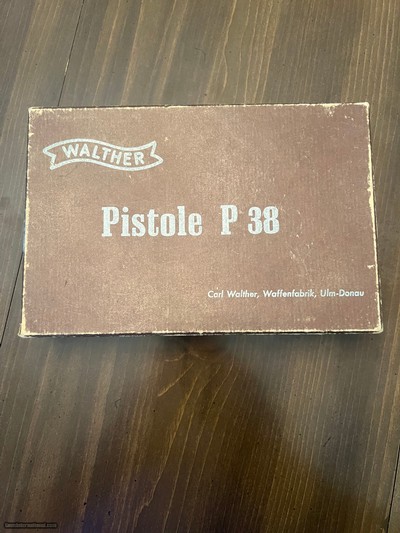 WALTHER
Pistole P 38
Carl Walther, Waffenfabrik, Ulm-Donau